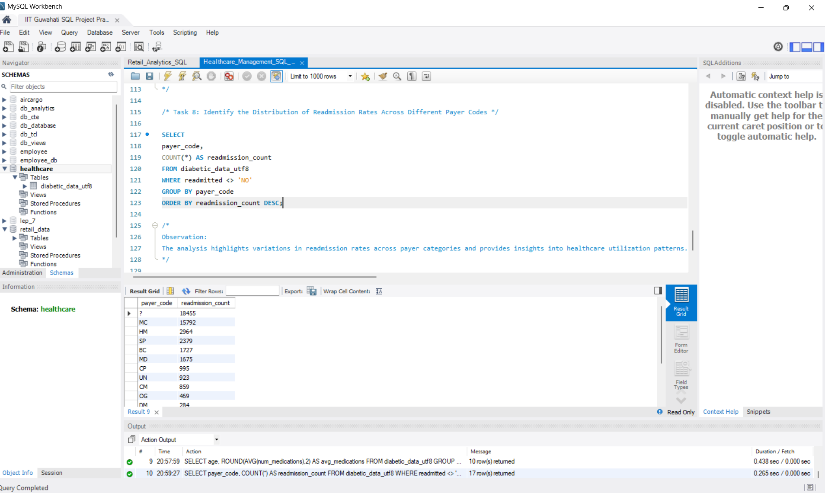 MySQL Workbench
IIT Guwahati SQL Project Pra... ×
File Edit View Query Database Server Tools Scripting Help
Navigator
SCHEMAS
Filter objects
aircargo
db_analytics
db_cte
db_database
db_tcl
db_views
employee
employee_db
healthcare
Tables
diabetic_data_utf8
Views
Stored Procedures
Functions
fep_7
retail_data
Tables
Views
Stored Procedures
Functions
Administration Schemas
Information
Schema: healthcare
Object Info Session
Query Completed
Retail_Analytics_SQL Healthcare_Management_SQL_... ×
Limit to 1000 rows
113 */
114
115 /* Task 8: Identify the Distribution of Readmission Rates Across Different Payer Codes */
116
117 SELECT
118 payer_code,
119 COUNT(*) AS readmission_count
120 FROM diabetic_data_utf8
121 WHERE readmitted <> 'NO'
122 GROUP BY payer_code
123 ORDER BY readmission_count DESC;
124
125 /*
126 Observation:
127 The analysis highlights variations in readmission rates across payer categories and provides insights into healthcare utilization patterns.
128 */
129
Result Grid Filter Rows: Export: Wrap Cell Content:
payer_code readmission_count
? 18455
MC 15792
HM 2964
SP 2379
BC 1727
MD 1675
CP 995
UN 923
CM 859
OG 469
DM 284
Result Grid
Form Editor
Field Types
Result 9 × Read Only
Output
Action Output
# Time Action Message Duration / Fetch
9 20:57:59 SELECT age, ROUND(AVG(num_medications),2) AS avg_medications FROM diabetic_data_utf8 GROUP ... 10 row(s) returned 0.438 sec / 0.000 sec
10 20:59:27 SELECT payer_code, COUNT(*) AS readmission_count FROM diabetic_data_utf8 WHERE readmitted <> '... 17 row(s) returned 0.265 sec / 0.000 sec
SQLAdditions
Jump to
Automatic context help is
disabled. Use the toolbar t
manually get help for the
current caret position or to
toggle automatic help.
Context Help Snippets